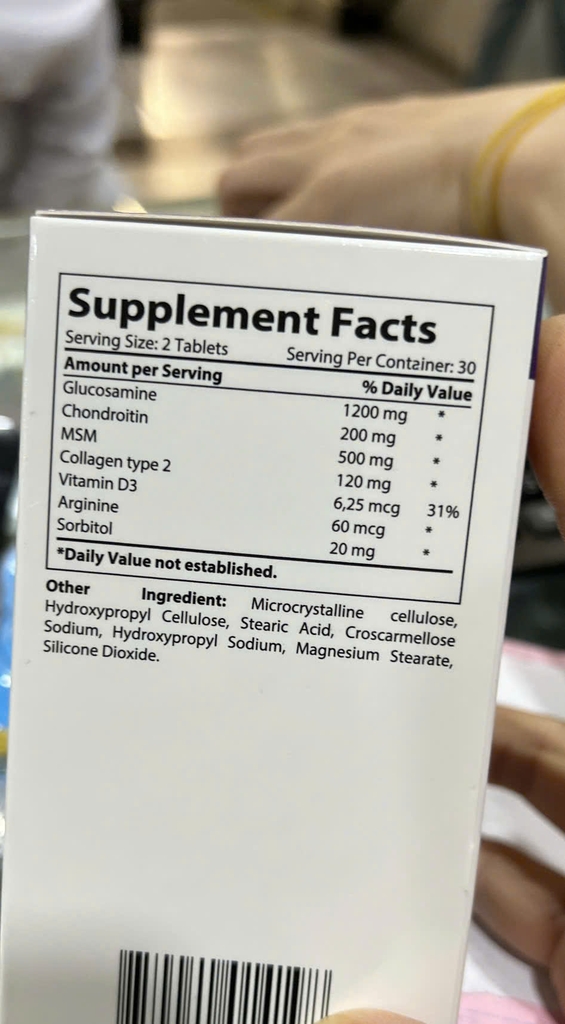 Supplement Facts
Serving Size: 2 Tablets Serving Per Container: 30
Amount per Serving % Daily Value
Glucosamine 1200 mg *
Chondroitin 200 mg *
MSM 500 mg *
Collagen type 2 120 mg *
Vitamin D3 6,25 mcg 31%
Arginine 60 mcg *
Sorbitol 20 mg *
*Daily Value not established.
Other Ingredient: Microcrystalline cellulose,
Hydroxypropyl Cellulose, Stearic Acid, Croscarmellose
Sodium, Hydroxypropyl Sodium, Magnesium Stearate,
Silicone Dioxide.